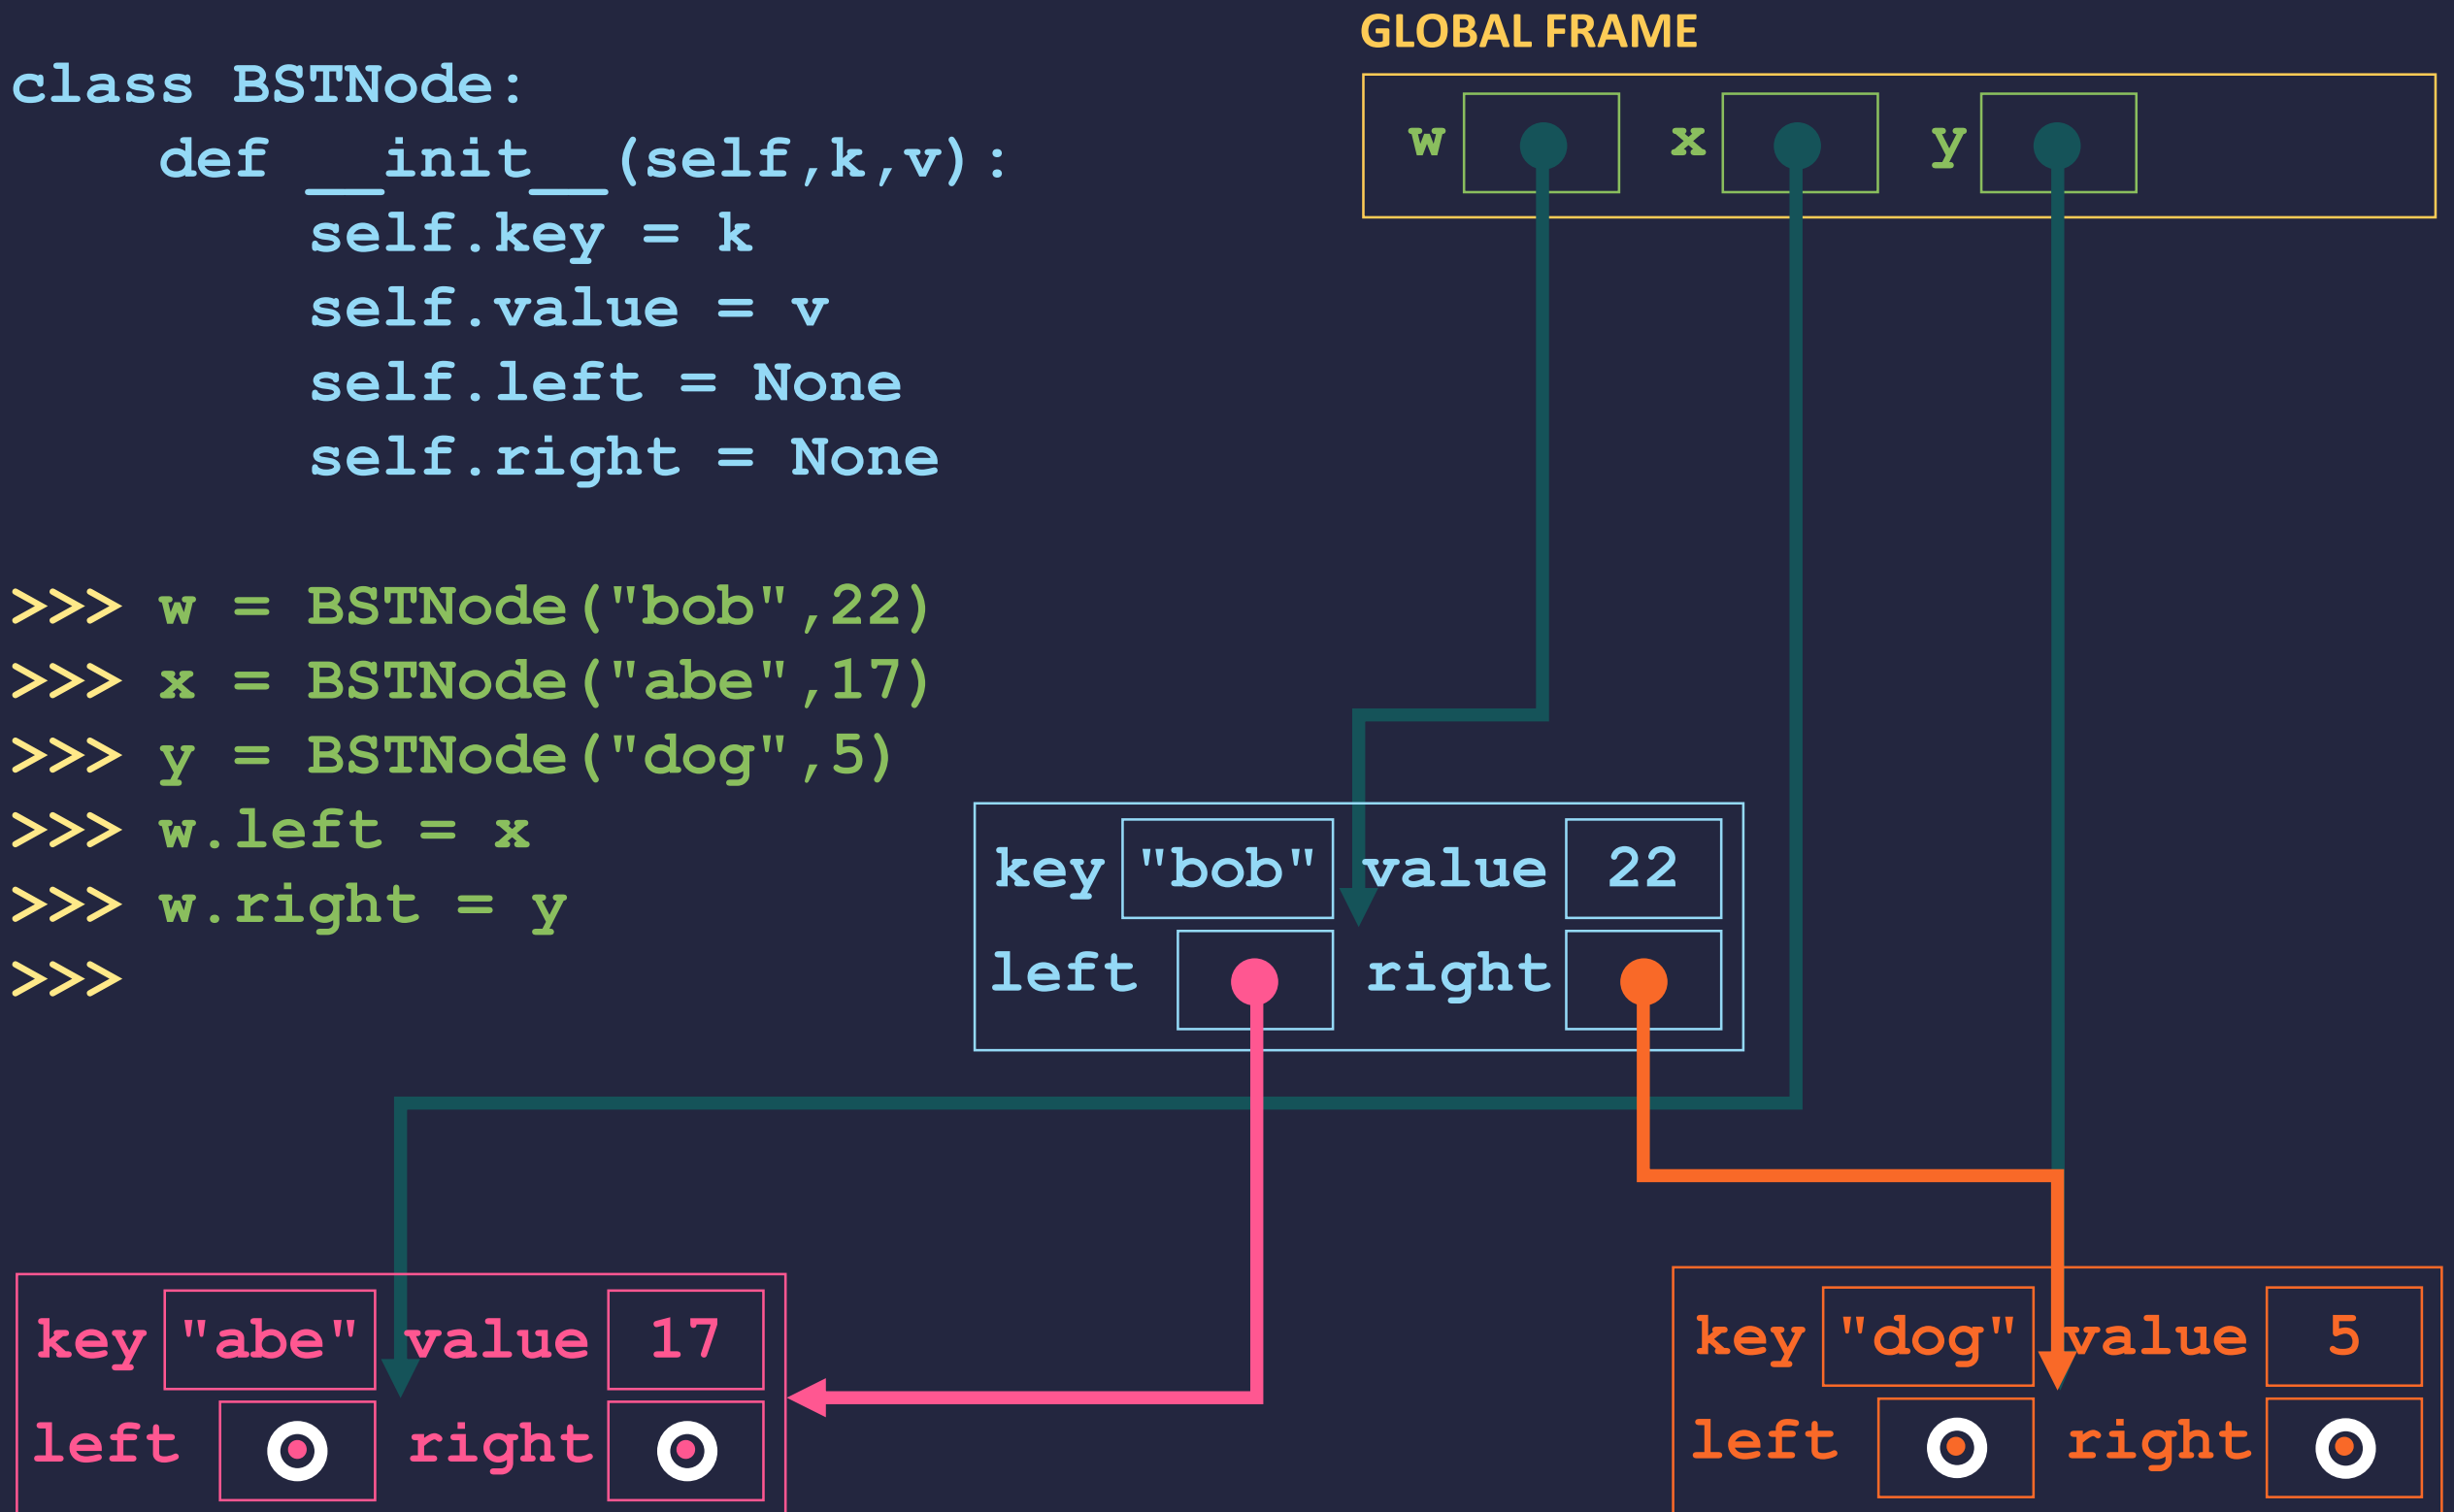 class BSTNode:
    def __init__(self,k,v):
        self.key = k
        self.value = v
        self.left = None
        self.right = None
>>> w = BSTNode("bob",22)
>>> x = BSTNode("abe",17)
>>> y = BSTNode("dog",5)
>>> w.left = x
>>> w.right = y
>>>
GLOBAL FRAME
w x y
key "bob" value 22
left right
key "abe" value 17
left right
key "dog" value 5
left right